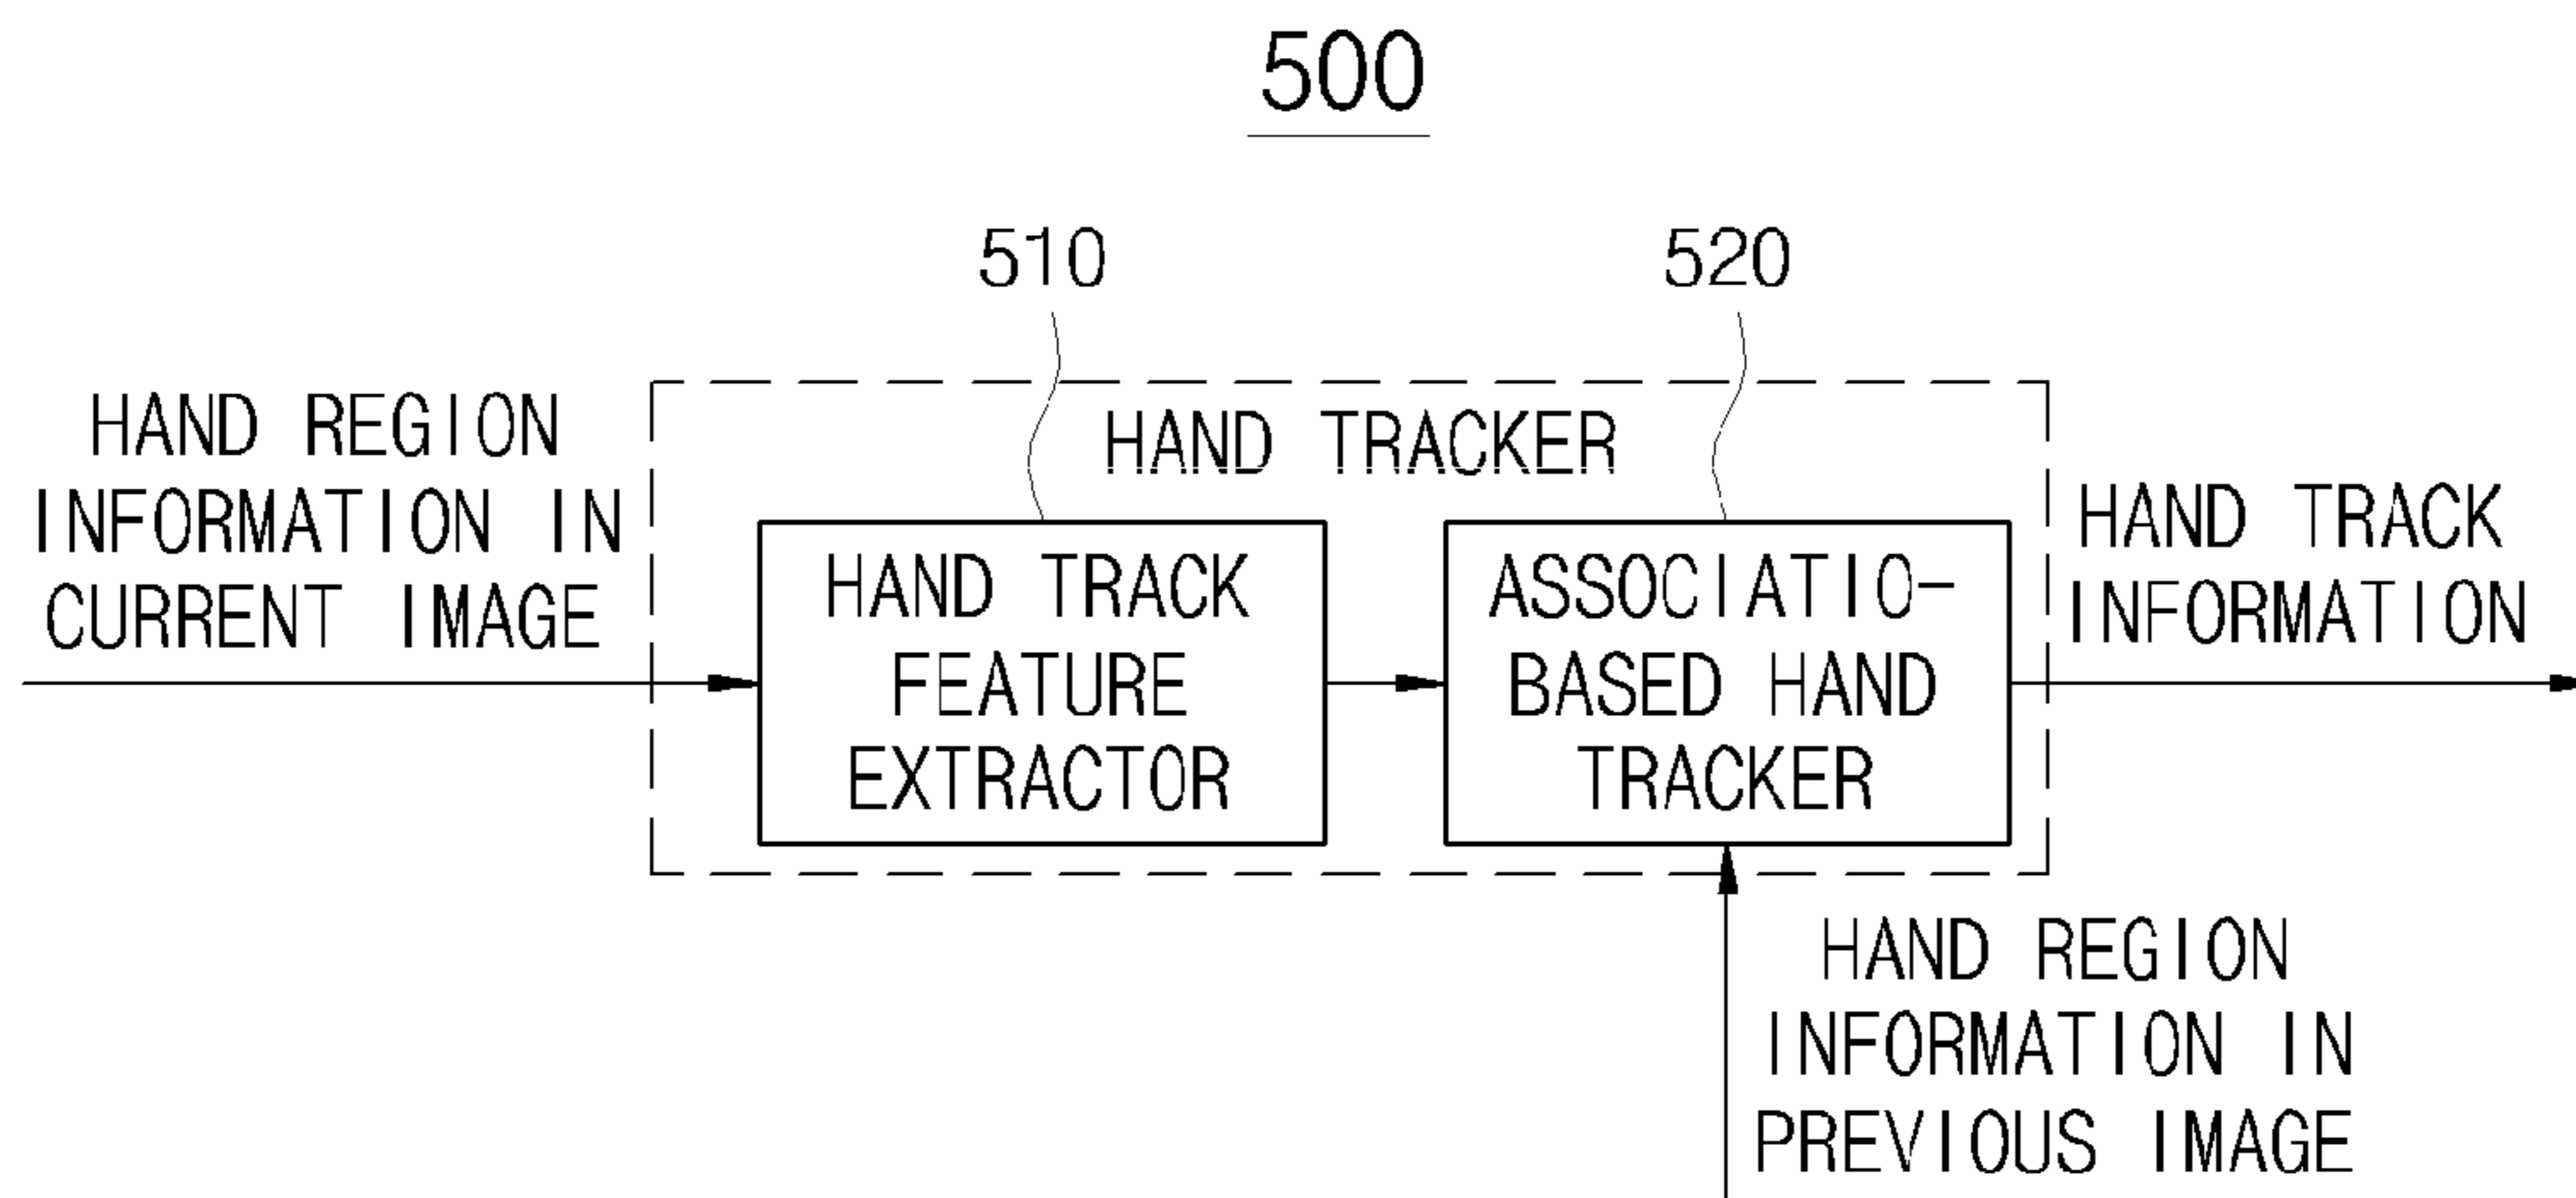 500
510
520
HAND REGION
INFORMATION IN
CURRENT IMAGE
HAND TRACKER
HAND TRACK
FEATURE
EXTRACTOR
ASSOCIATIO-
BASED HAND
TRACKER
HAND TRACK
INFORMATION
HAND REGION
INFORMATION IN
PREVIOUS IMAGE